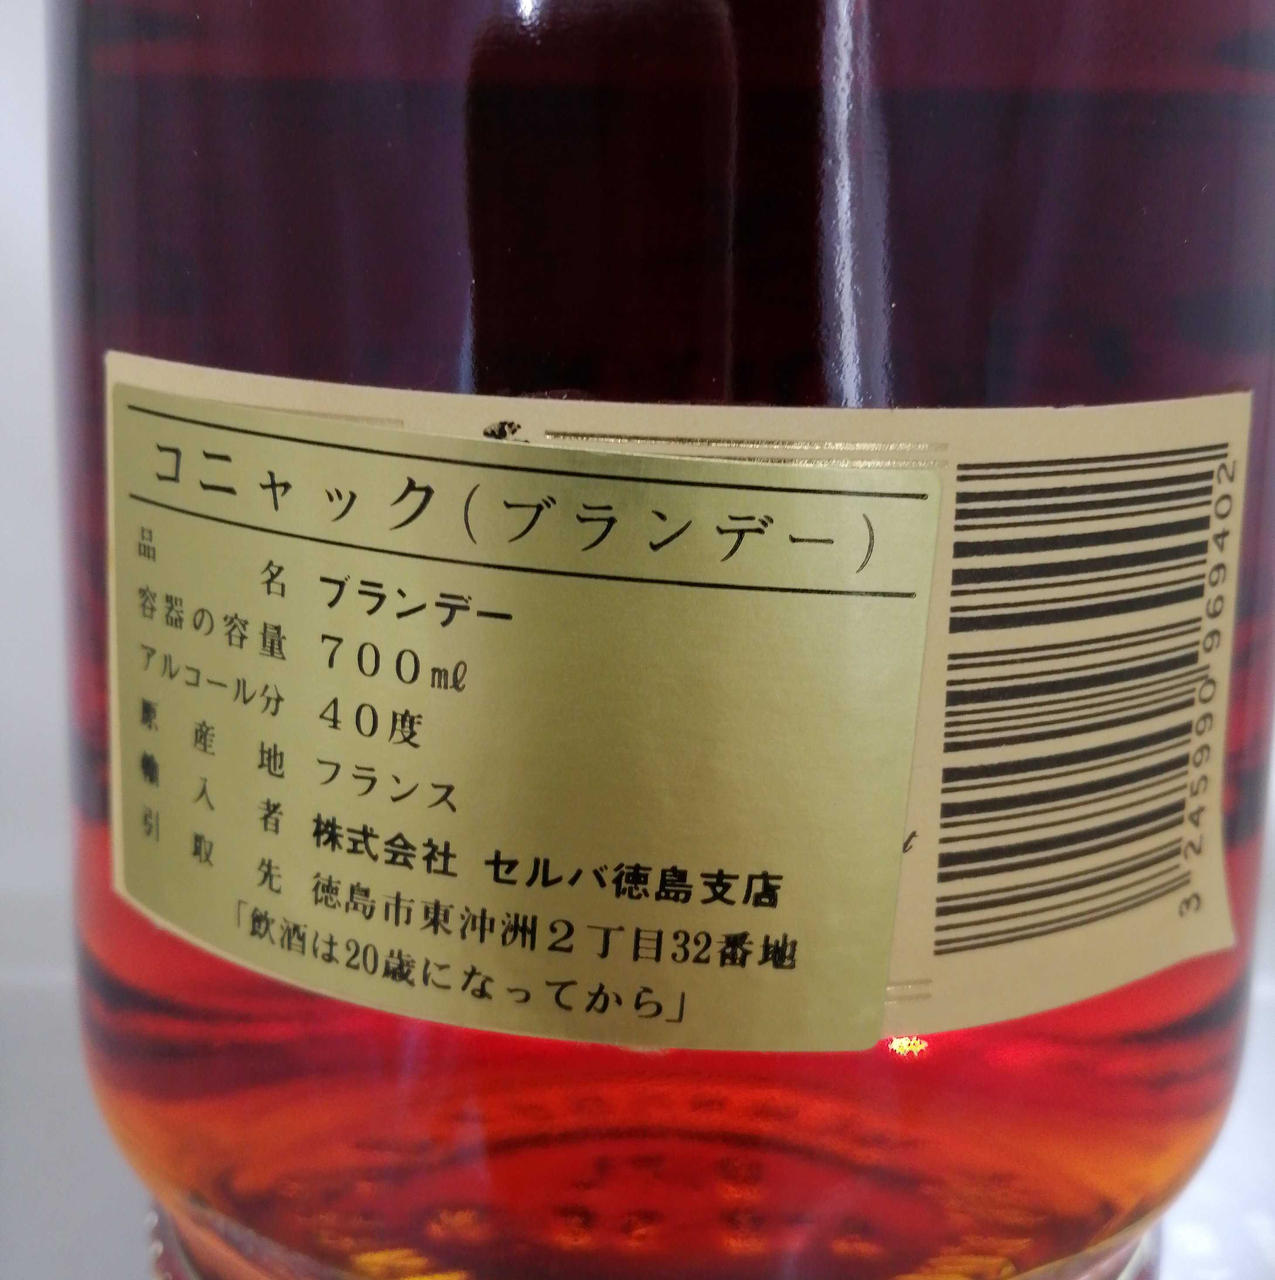 コニャック(ブランデー)
品名 ブランデー
容器の容量 700㎖
アルコール分 40度
原産地 フランス
輸入者 株式会社 セルバ徳島支店
引取先 徳島市東沖洲2丁目32番地
「飲酒は20歳になってから」
3 245990 969402